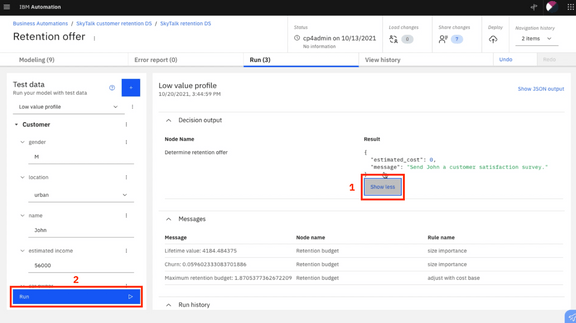 IBM Automation
Business Automations / SkyTalk customer retention DS / SkyTalk retention DS
Retention offer
Status
cp4admin on 10/13/2021
No information
Load changes
0
Share changes
7
Deploy
Navigation history
2 items
Modeling (9)
Error report (0)
Run (3)
View history
Undo
Redo
Test data
Run your model with test data
+
Low value profile
Customer
gender
M
location
urban
name
John
estimated income
56000
2
Run
Low value profile
10/20/2021, 3:44:59 PM
Show JSON output
Decision output
Node Name
Result
Determine retention offer
{
"estimated_cost": 0,
"message": "Send John a customer satisfaction survey."
1
Show less
Messages
Message
Node name
Rule name
Lifetime value: 4184.484375
Retention budget
size importance
Churn: 0.059602333083701886
Retention budget
size importance
Maximum retention budget: 1.8705377362672209
Retention budget
adjust with cost base
Run history